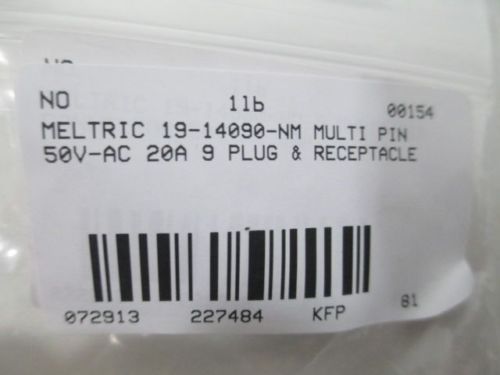 NO 1lb 00154
MELTRIC 19-14090-NM MULTI PIN
50V-AC 20A 9 PLUG & RECEPTACLE
072913 227484 KFP 81